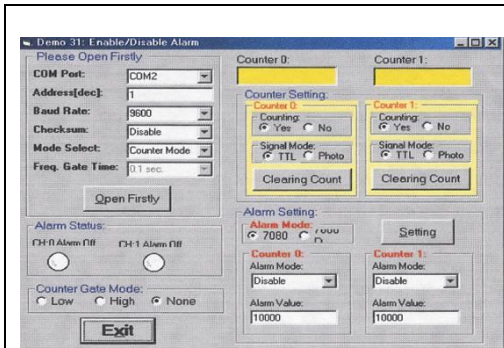 Demo 31: Enable/Disable Alarm
Please Open Firstly
COM Port: COM2
Address[dec]: 1
Baud Rate: 9600
Checksum: Disable
Mode Select: Counter Mode
Freq. Gate Time: 0.1 sec.
Open Firstly
Alarm Status:
CH:0 Alarm Off CH:1 Alarm Off
Counter Gate Mode:
Low High None
Exit
Counter 0: Counter 1:
Counter Setting:
Counter 0:
Counting:
Yes No
Signal Mode:
TTL Photo
Clearing Count
Counter 1:
Counting:
Yes No
Signal Mode:
TTL Photo
Clearing Count
Alarm Setting:
Alarm Mode:
7080
Setting
Counter 0:
Alarm Mode:
Disable
Alarm Value:
10000
Counter 1:
Alarm Mode:
Disable
Alarm Value:
10000